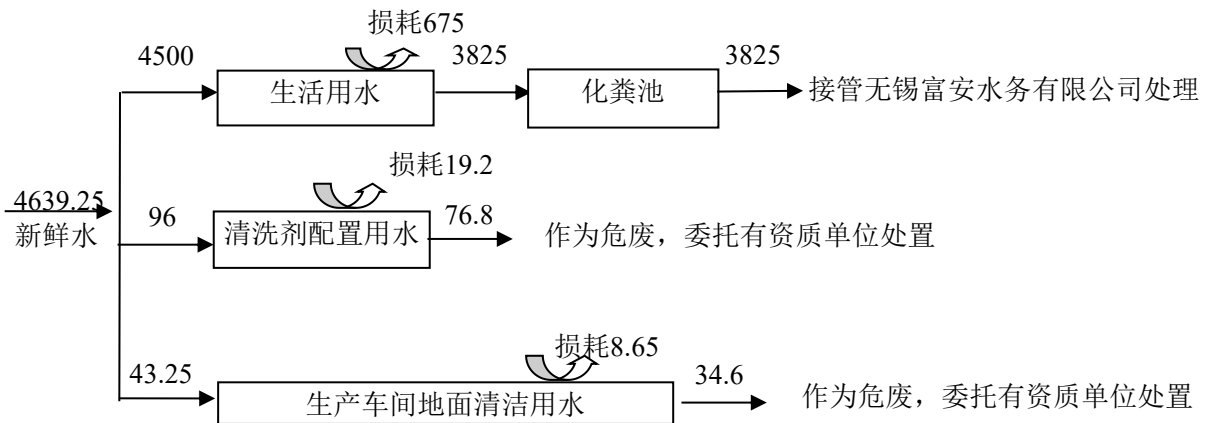 损耗675
4500
生活用水
3825
化粪池
3825
接管无锡富安水务有限公司处理
4639.25
新鲜水
损耗19.2
96
清洗剂配置用水
76.8
作为危废，委托有资质单位处置
损耗8.65
43.25
生产车间地面清洁用水
34.6
作为危废，委托有资质单位处置